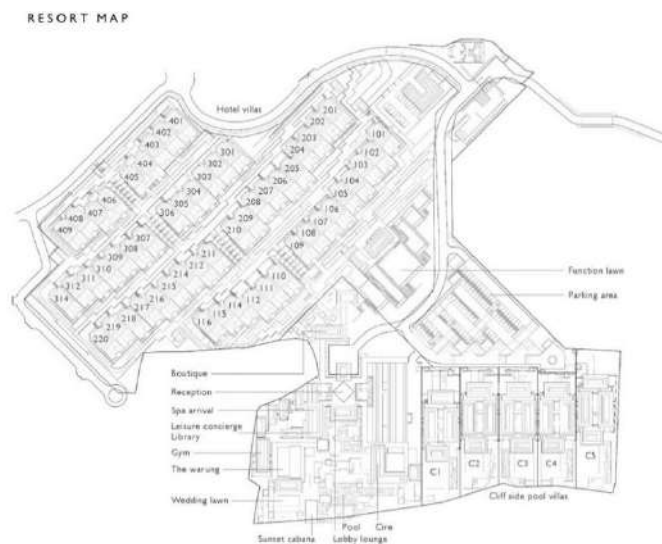 RESORT MAP
Hotel villas
401
402
403
404
405
406
407
408
409
301
302
303
304
305
306
307
308
309
310
311
312
314
201
202
203
204
205
206
207
208
209
210
211
212
214
215
216
217
218
219
220
101
102
103
104
105
106
107
108
109
110
111
112
114
115
116
Function lawn
Parking area
Boutique
Reception
Spa arrival
Leisure concierge
Library
Gym
The warung
Wedding lawn
Sunset cabana
Pool
Lobby lounge
Cire
C1
C2
C3
C4
C5
Cliff side pool villas